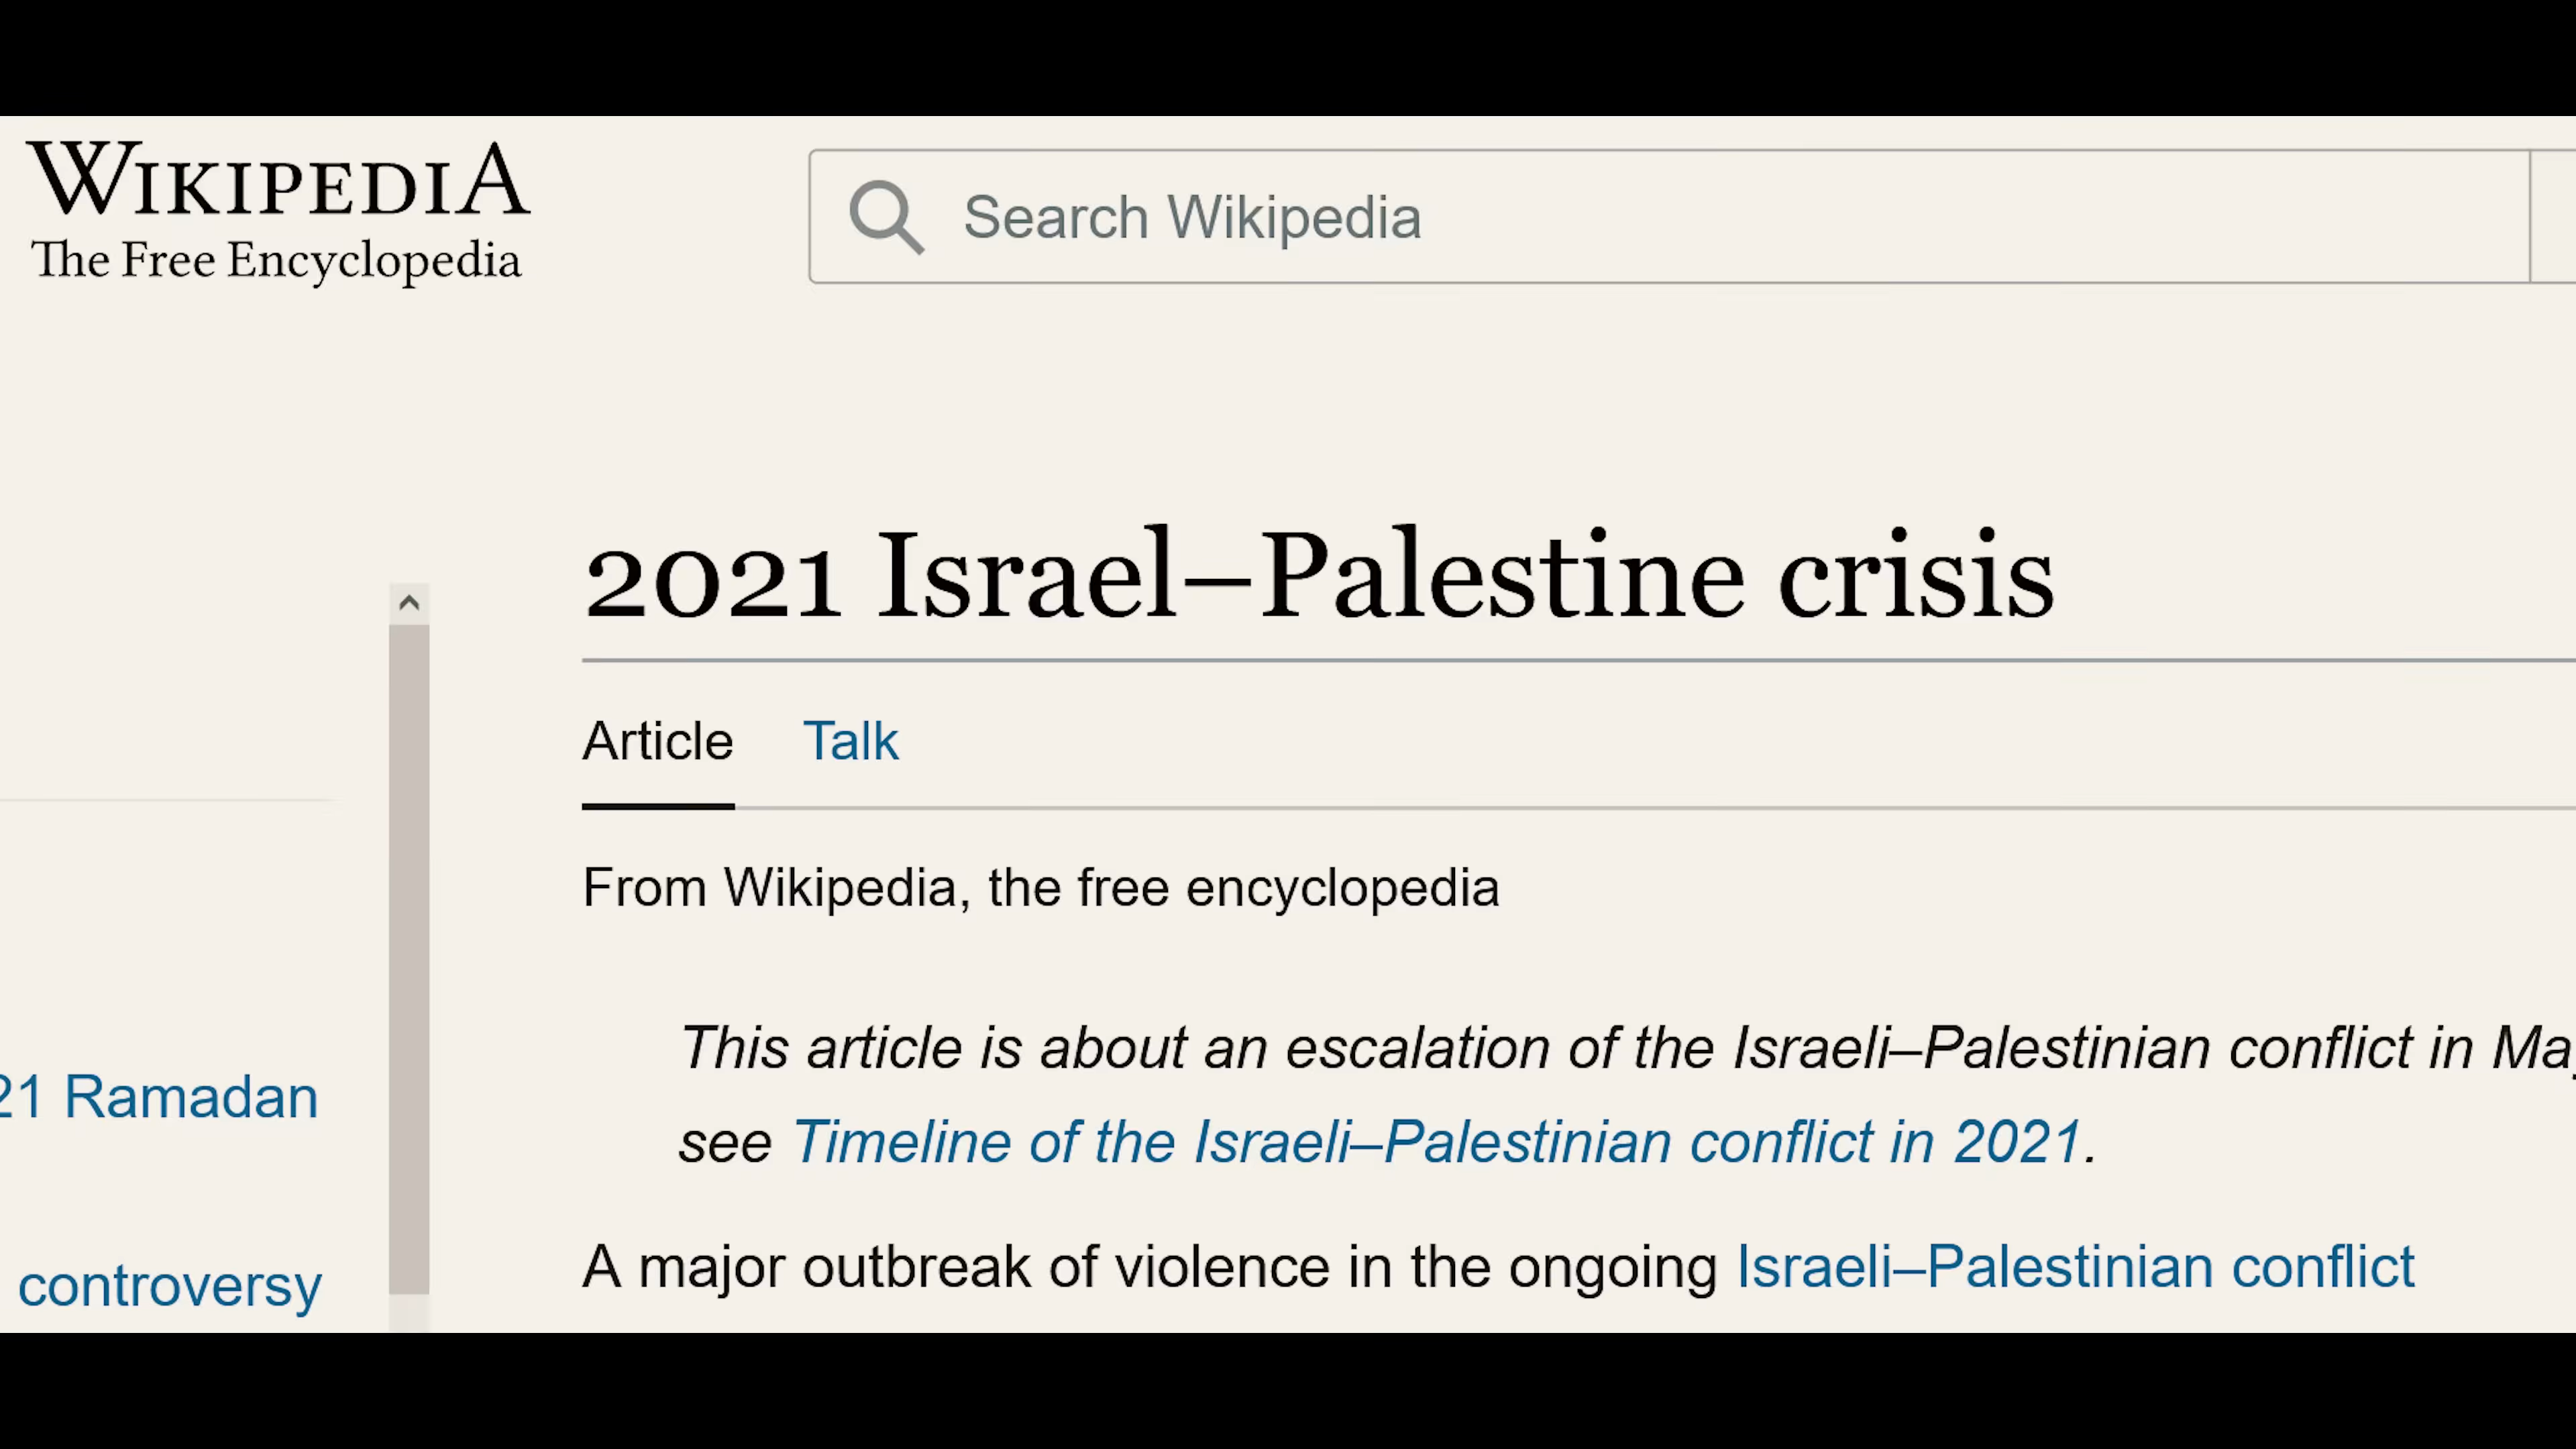 WIKIPEDIA
The Free Encyclopedia
Search Wikipedia
2021 Israel–Palestine crisis
Article Talk
From Wikipedia, the free encyclopedia
This article is about an escalation of the Israeli–Palestinian conflict in
see Timeline of the Israeli–Palestinian conflict in 2021.
A major outbreak of violence in the ongoing Israeli–Palestinian conflict
21 Ramadan
controversy